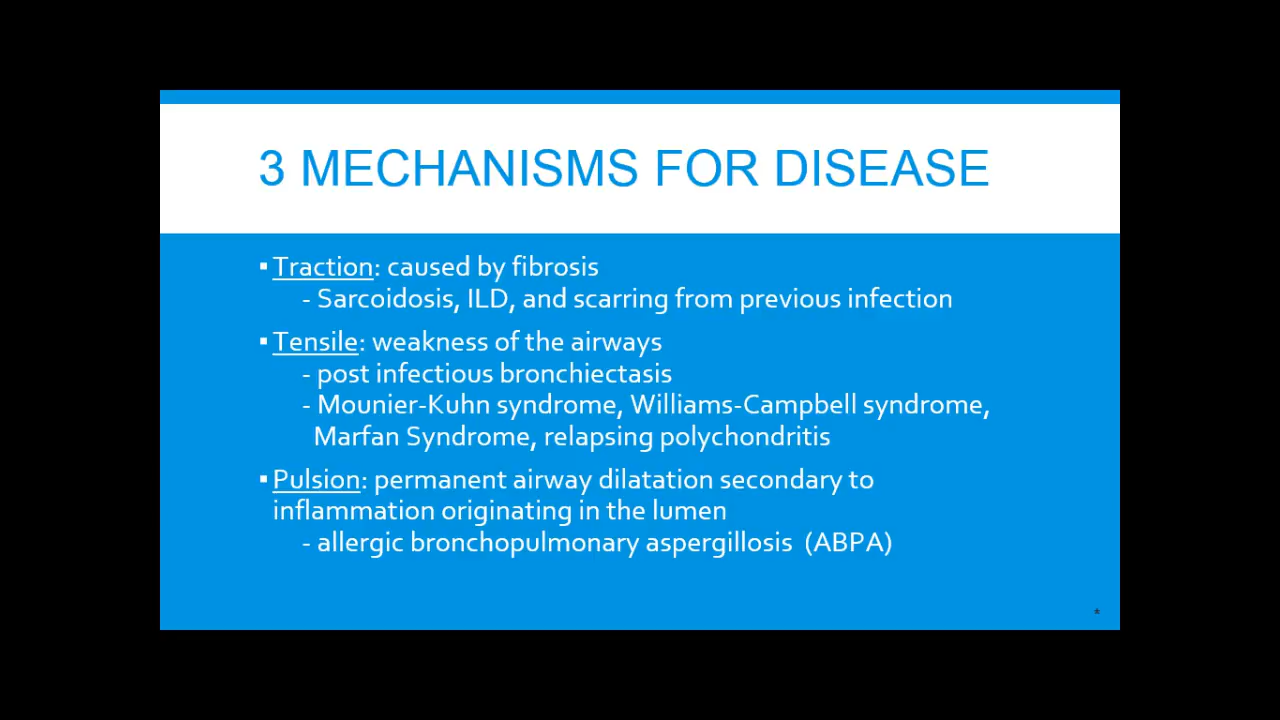 3 MECHANISMS FOR DISEASE
▪ Traction: caused by fibrosis
- Sarcoidosis, ILD, and scarring from previous infection
▪ Tensile: weakness of the airways
- post infectious bronchiectasis
- Mounier-Kuhn syndrome, Williams-Campbell syndrome,
Marfan Syndrome, relapsing polychondritis
▪ Pulsion: permanent airway dilatation secondary to
inflammation originating in the lumen
- allergic bronchopulmonary aspergillosis (ABPA)
*